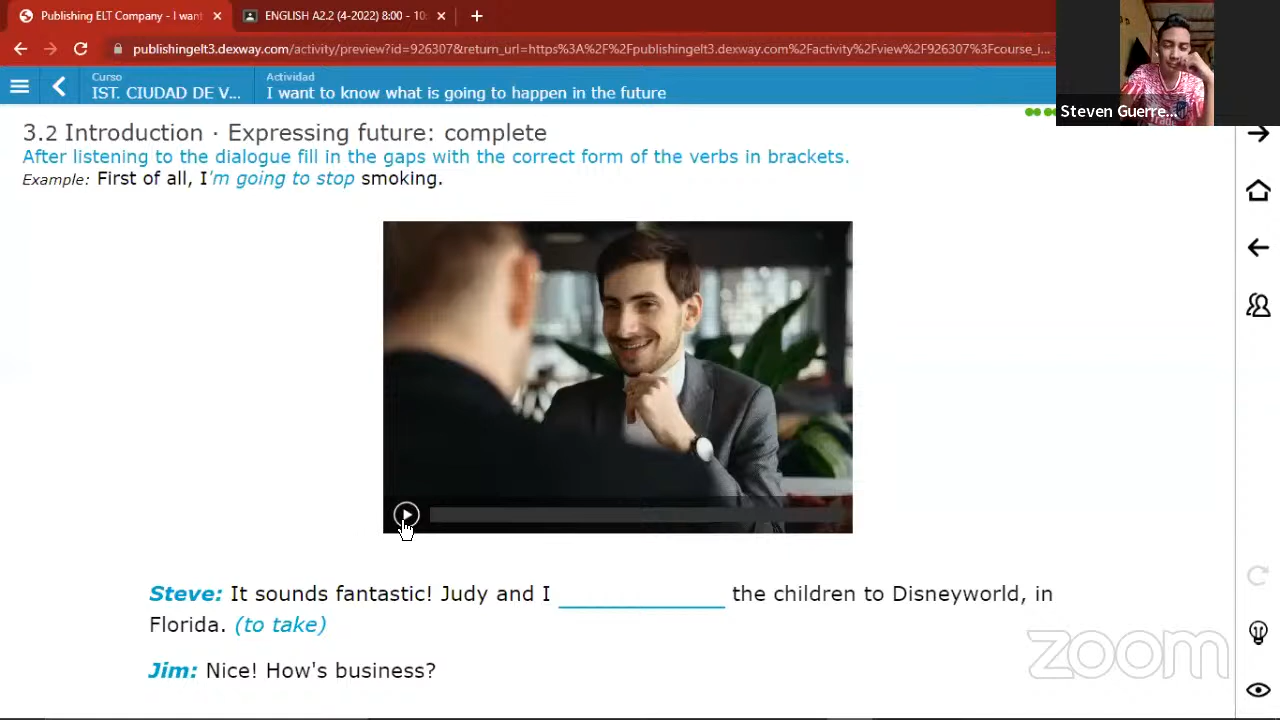 Publishing ELT Company - I want
ENGLISH A2.2 (4-2022) 8:00 - 10:
publishingelt3.dexway.com/activity/preview?id=926307&return_url=https%3A%2F%2Fpublishingelt3.dexway.com%2Factivity%2Fview%2F926307%3Fcourse_i...
Curso
IST. CIUDAD DE V...
Actividad
I want to know what is going to happen in the future
Steven Guerre...
3.2 Introduction · Expressing future: complete
After listening to the dialogue fill in the gaps with the correct form of the verbs in brackets.
Example: First of all, I'm going to stop smoking.
Steve: It sounds fantastic! Judy and I ____________ the children to Disneyworld, in
Florida. (to take)
Jim: Nice! How's business?
zoom